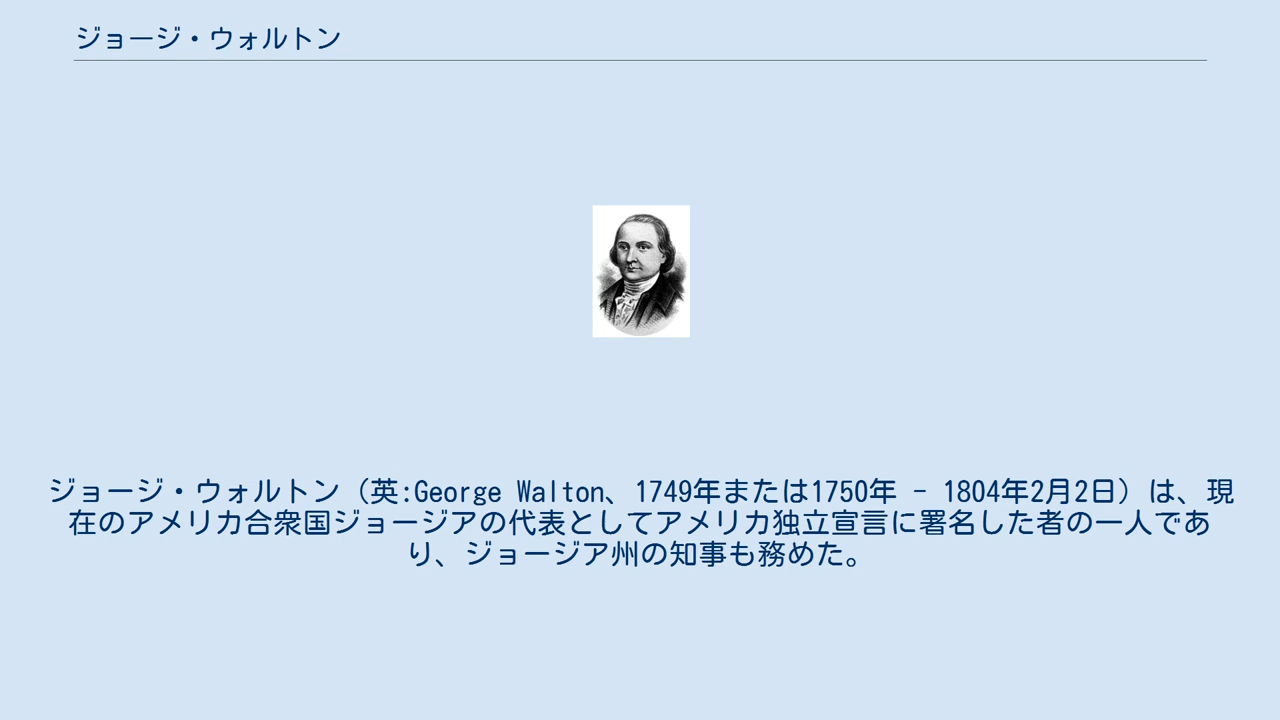 ジョージ・ウォルトン
ジョージ・ウォルトン（英:George Walton、1749年または1750年 - 1804年2月2日）は、現
在のアメリカ合衆国ジョージアの代表としてアメリカ独立宣言に署名した者の一人であ
り、ジョージア州の知事も務めた。